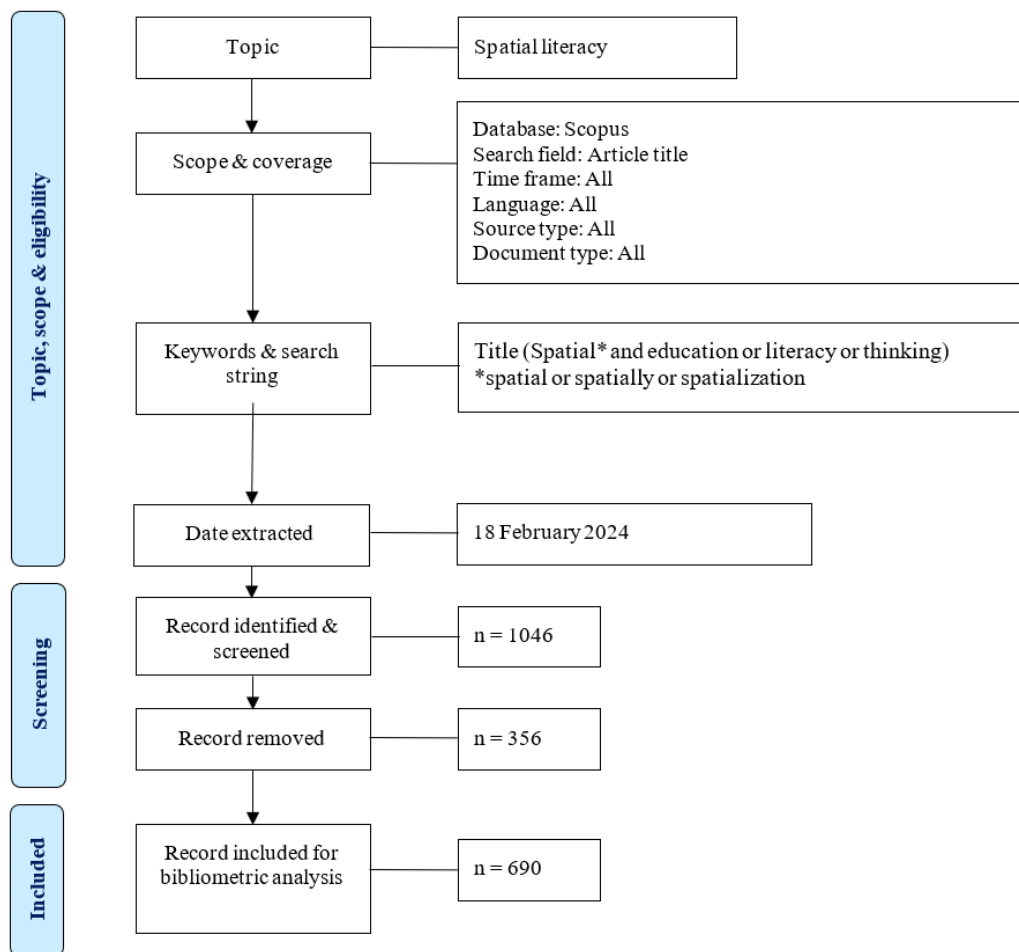 Topic, scope & eligibility
Topic
Spatial literacy
Scope & coverage
Database: Scopus
Search field: Article title
Time frame: All
Language: All
Source type: All
Document type: All
Keywords & search
string
Title (Spatial* and education or literacy or thinking)
*spatial or spatially or spatialization
Date extracted
18 February 2024
Screening
Record identified &
screened
n = 1046
Record removed
n = 356
Included
Record included for
bibliometric analysis
n = 690